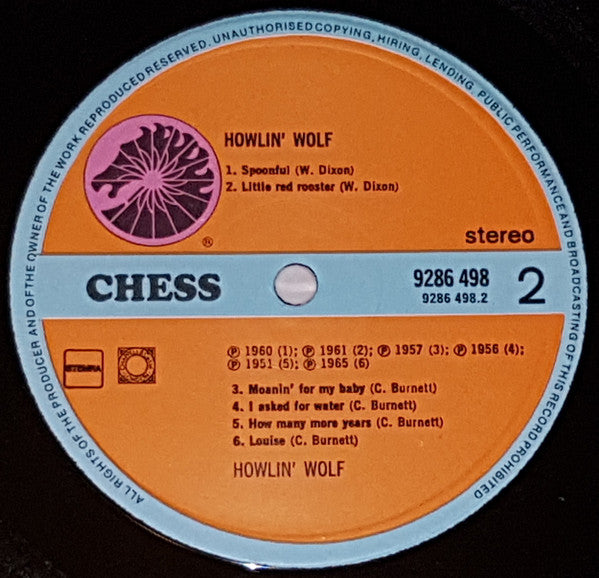 ALL RIGHTS OF THE PRODUCER AND OF THE OWNER OF THE WORK REPRODUCED RESERVED. UNAUTHORISED COPYING, HIRING, LENDING, PUBLIC PERFORMANCE AND BROADCASTING OF THIS RECORD PROHIBITED
HOWLIN' WOLF
1. Spoonful (W. Dixon)
2. Little red rooster (W. Dixon)
®
stereo
CHESS
9286 498
9286 498.2
2
STEMRA
℗ 1960 (1); ℗ 1961 (2); ℗ 1957 (3); ℗ 1956 (4);
℗ 1951 (5); ℗ 1965 (6)
3. Moanin' for my baby (C. Burnett)
4. I asked for water (C. Burnett)
5. How many more years (C. Burnett)
6. Louise (C. Burnett)
HOWLIN' WOLF